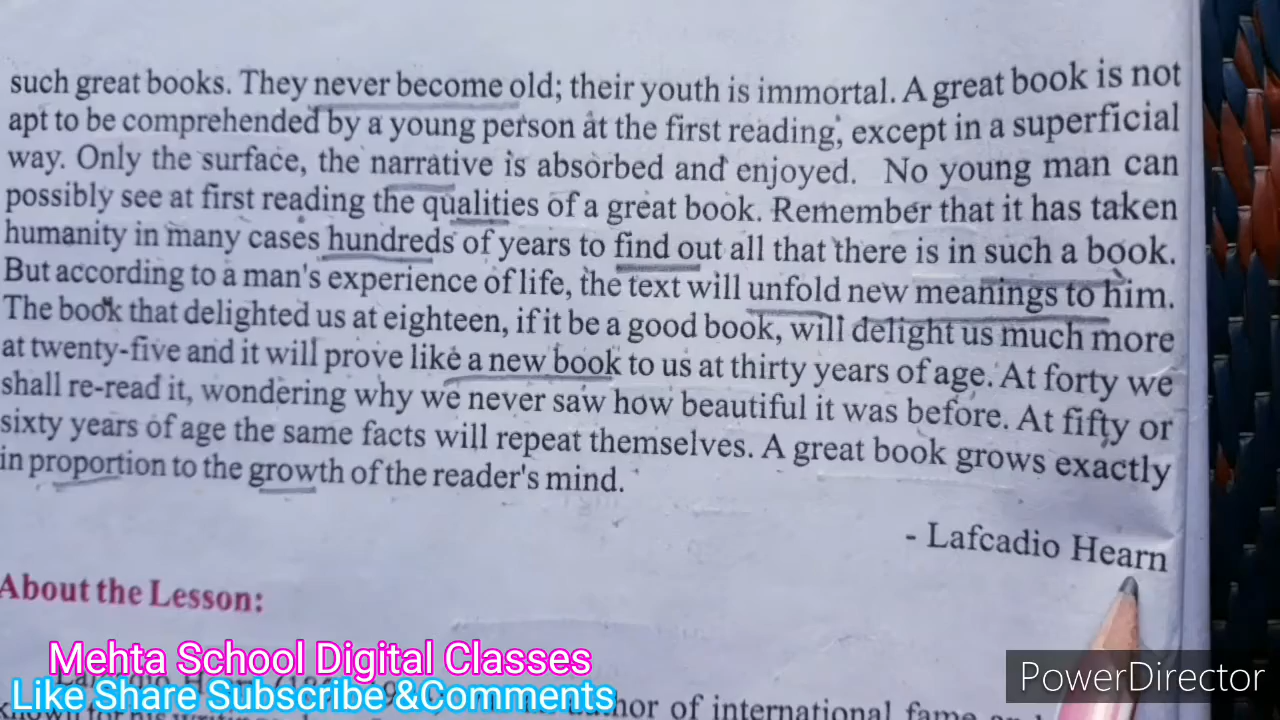 such great books. They never become old; their youth is immortal. A great book is not
apt to be comprehended by a young person at the first reading, except in a superficial
way. Only the surface, the narrative is absorbed and enjoyed. No young man can
possibly see at first reading the qualities of a great book. Remember that it has taken
humanity in many cases hundreds of years to find out all that there is in such a book.
But according to a man's experience of life, the text will unfold new meanings to him.
The book that delighted us at eighteen, if it be a good book, will delight us much more
at twenty-five and it will prove like a new book to us at thirty years of age. At forty we
shall re-read it, wondering why we never saw how beautiful it was before. At fifty or
sixty years of age the same facts will repeat themselves. A great book grows exactly
in proportion to the growth of the reader's mind.
- Lafcadio Hearn
About the Lesson:
Mehta School Digital Classes
Like Share Subscribe &Comments
of international fame
PowerDirector